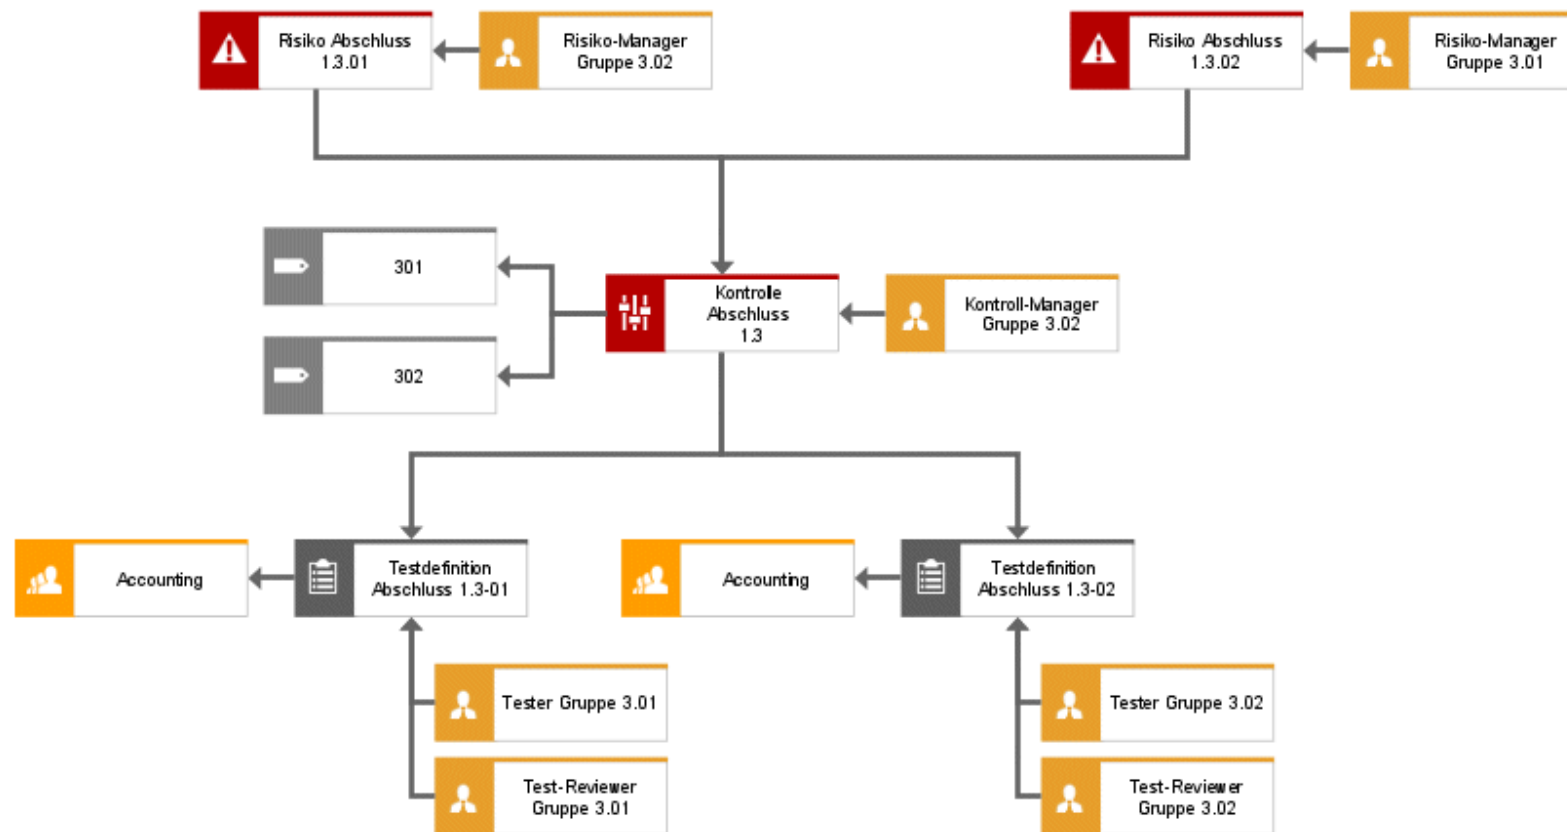 Risiko Abschluss
1.3.01
Risiko-Manager
Gruppe 3.02
Risiko Abschluss
1.3.02
Risiko-Manager
Gruppe 3.01
301
302
Kontrolle
Abschluss
1.3
Kontroll-Manager
Gruppe 3.02
Accounting
Testdefinition
Abschluss 1.3-01
Accounting
Testdefinition
Abschluss 1.3-02
Tester Gruppe 3.01
Test-Reviewer
Gruppe 3.01
Tester Gruppe 3.02
Test-Reviewer
Gruppe 3.02